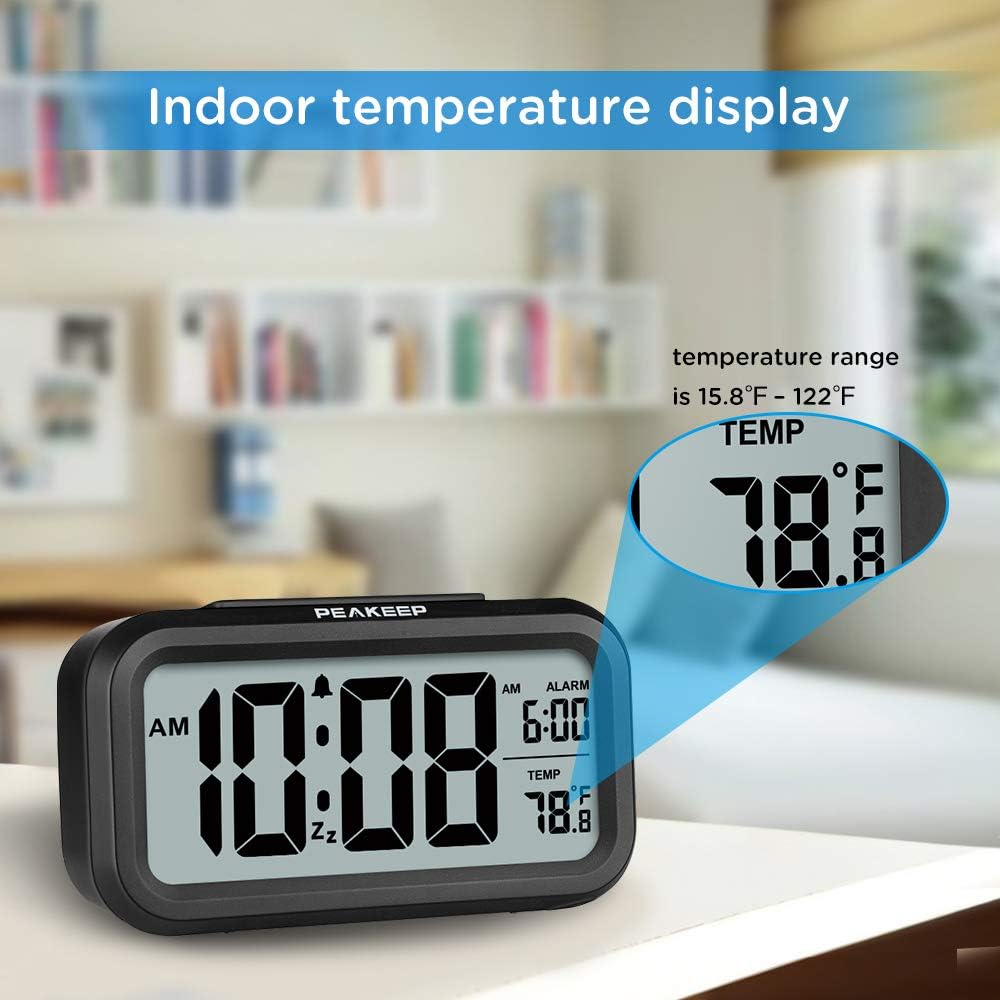 Indoor temperature display
temperature range
is 15.8°F – 122°F
TEMP
78.8°F
PEAKEEP
AM 10:08
Zz
AM ALARM
6:00
TEMP
78.8°F